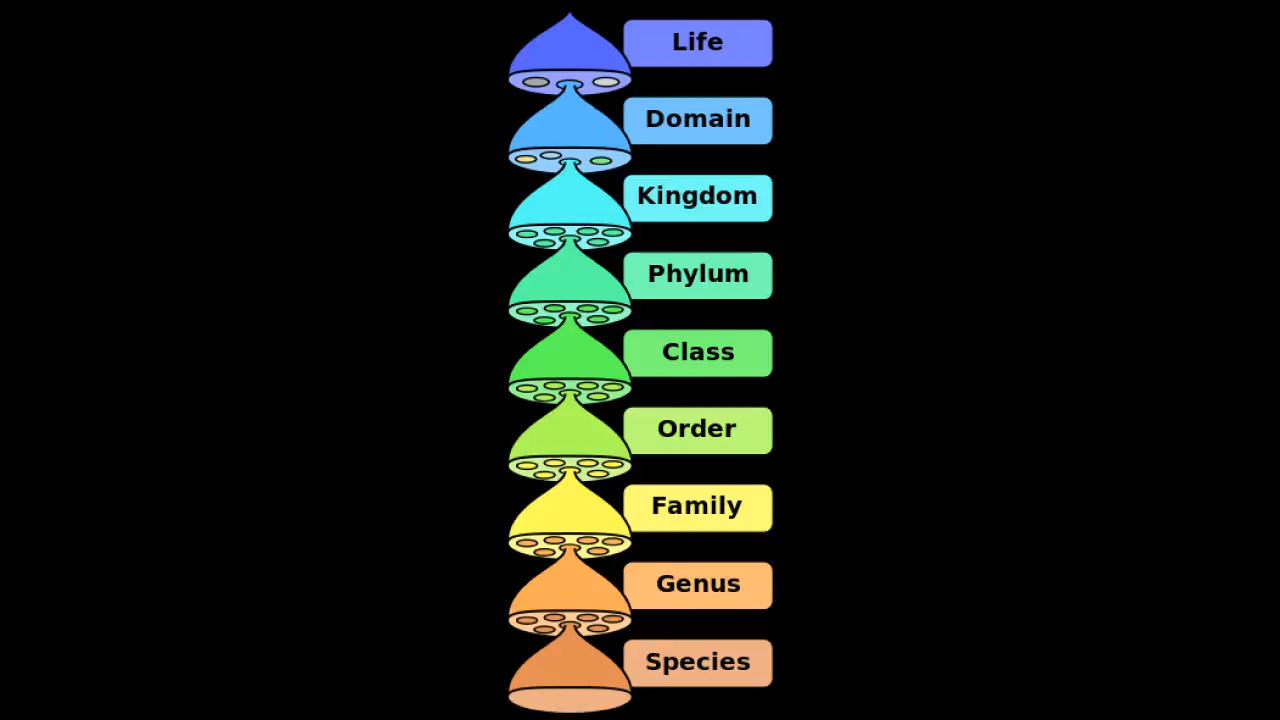 Life
Domain
Kingdom
Phylum
Class
Order
Family
Genus
Species